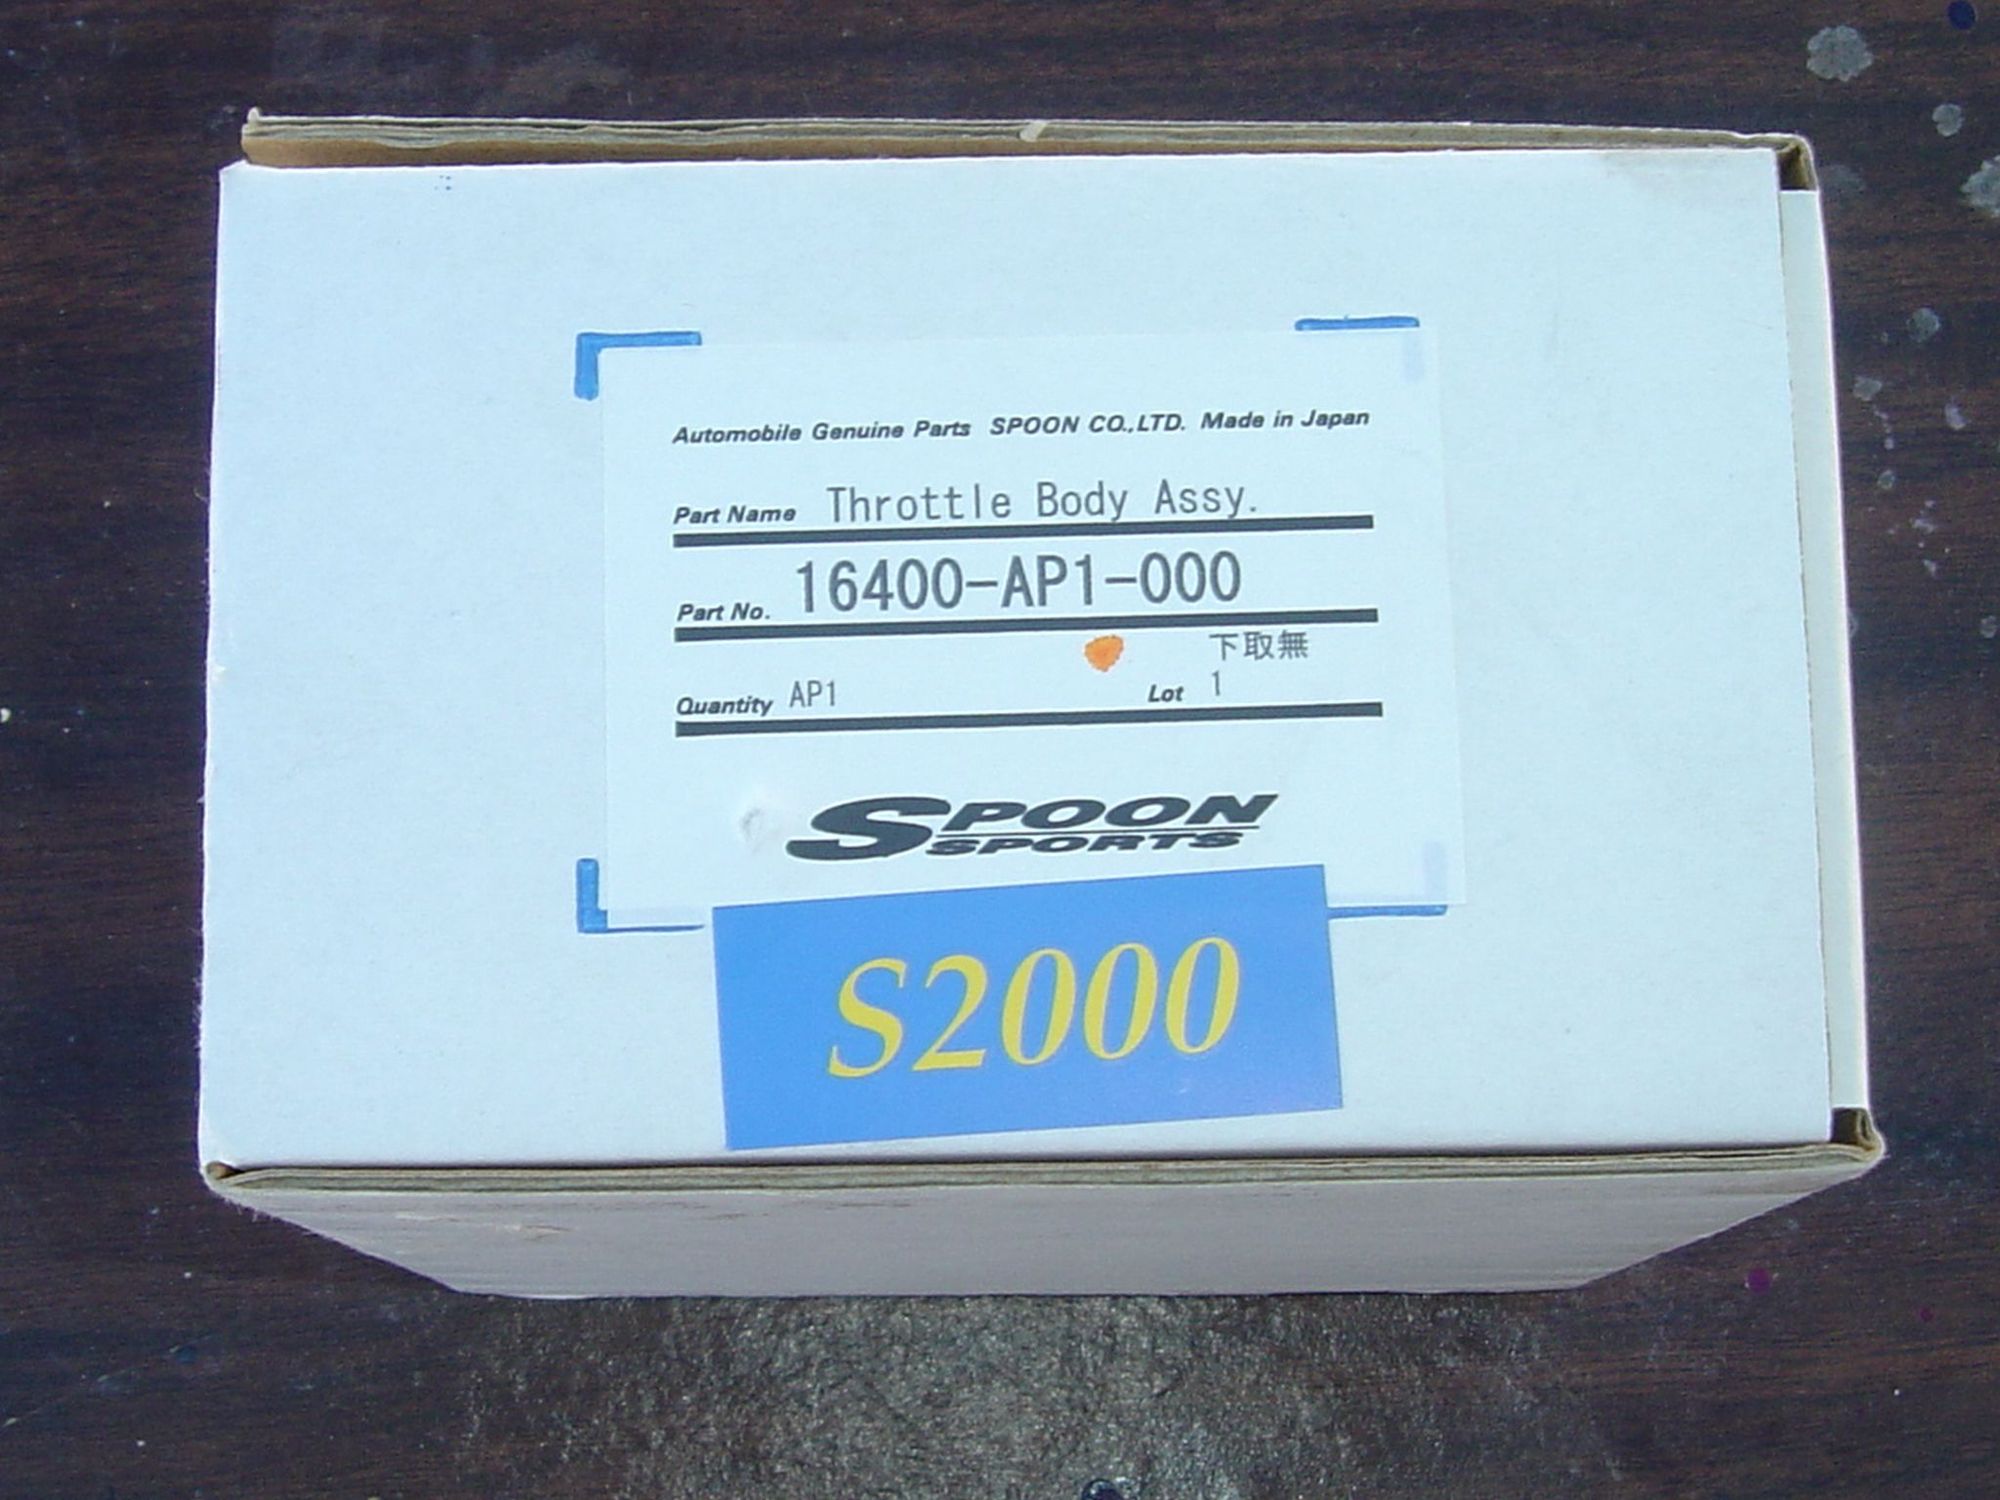 Automobile Genuine Parts SPOON CO.,LTD. Made in Japan
Part Name Throttle Body Assy.
Part No. 16400-AP1-000
下取無
Quantity AP1 Lot 1
SPOON
SPORTS
S2000